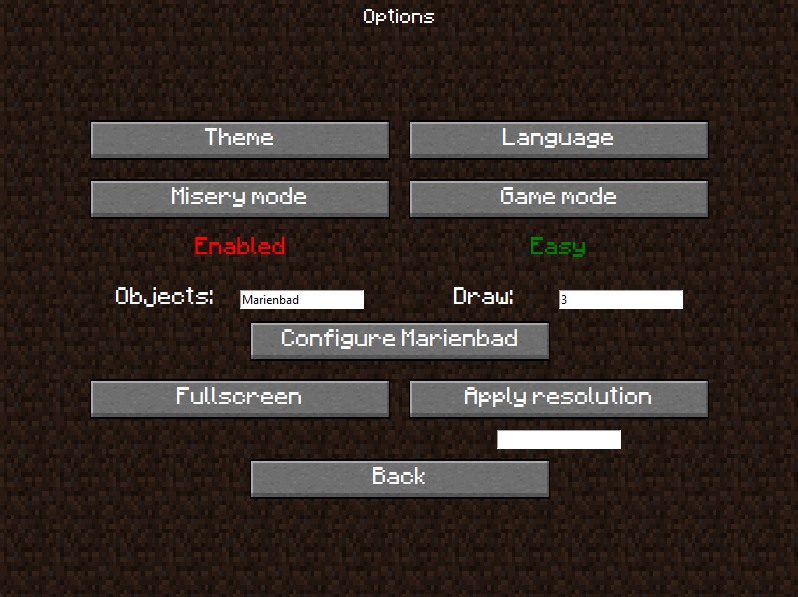 Options
Theme Language
Misery mode Game mode
Enabled Easy
Objects: Marienbad Draw: 3
Configure Marienbad
Fullscreen Apply resolution
Back